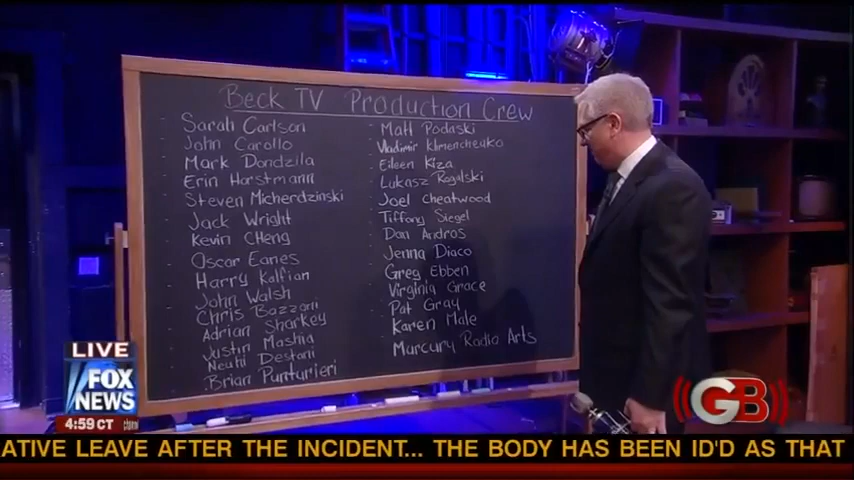 Beck TV Production Crew
- Sarah Carlson
- John Carollo
- Mark Dondzila
- Erin Horstmann
- Steven Micherdzinski
- Jack Wright
- Kevin CHeng
- Oscar Eanes
- Harry Kalfian
- John Walsh
- Chris Bazzoni
- Adrian Sharkey
- Justin Mashia
- Destani
- Brian Punturieri
- Matt Podaski
- Vladimir Klimenchenko
- Eileen Kiza
- Lukasz Rogalski
- Joel Cheatwood
- Tiffany Siegel
- Dan Andros
- Jenna Diaco
- Greg Ebben
- Virginia Grace
- Pat Gray
- Karen Male
- Mercury Radio Arts
LIVE
FOX
NEWS
channel
4:59CT
GB
ATIVE LEAVE AFTER THE INCIDENT... THE BODY HAS BEEN ID'D AS THAT